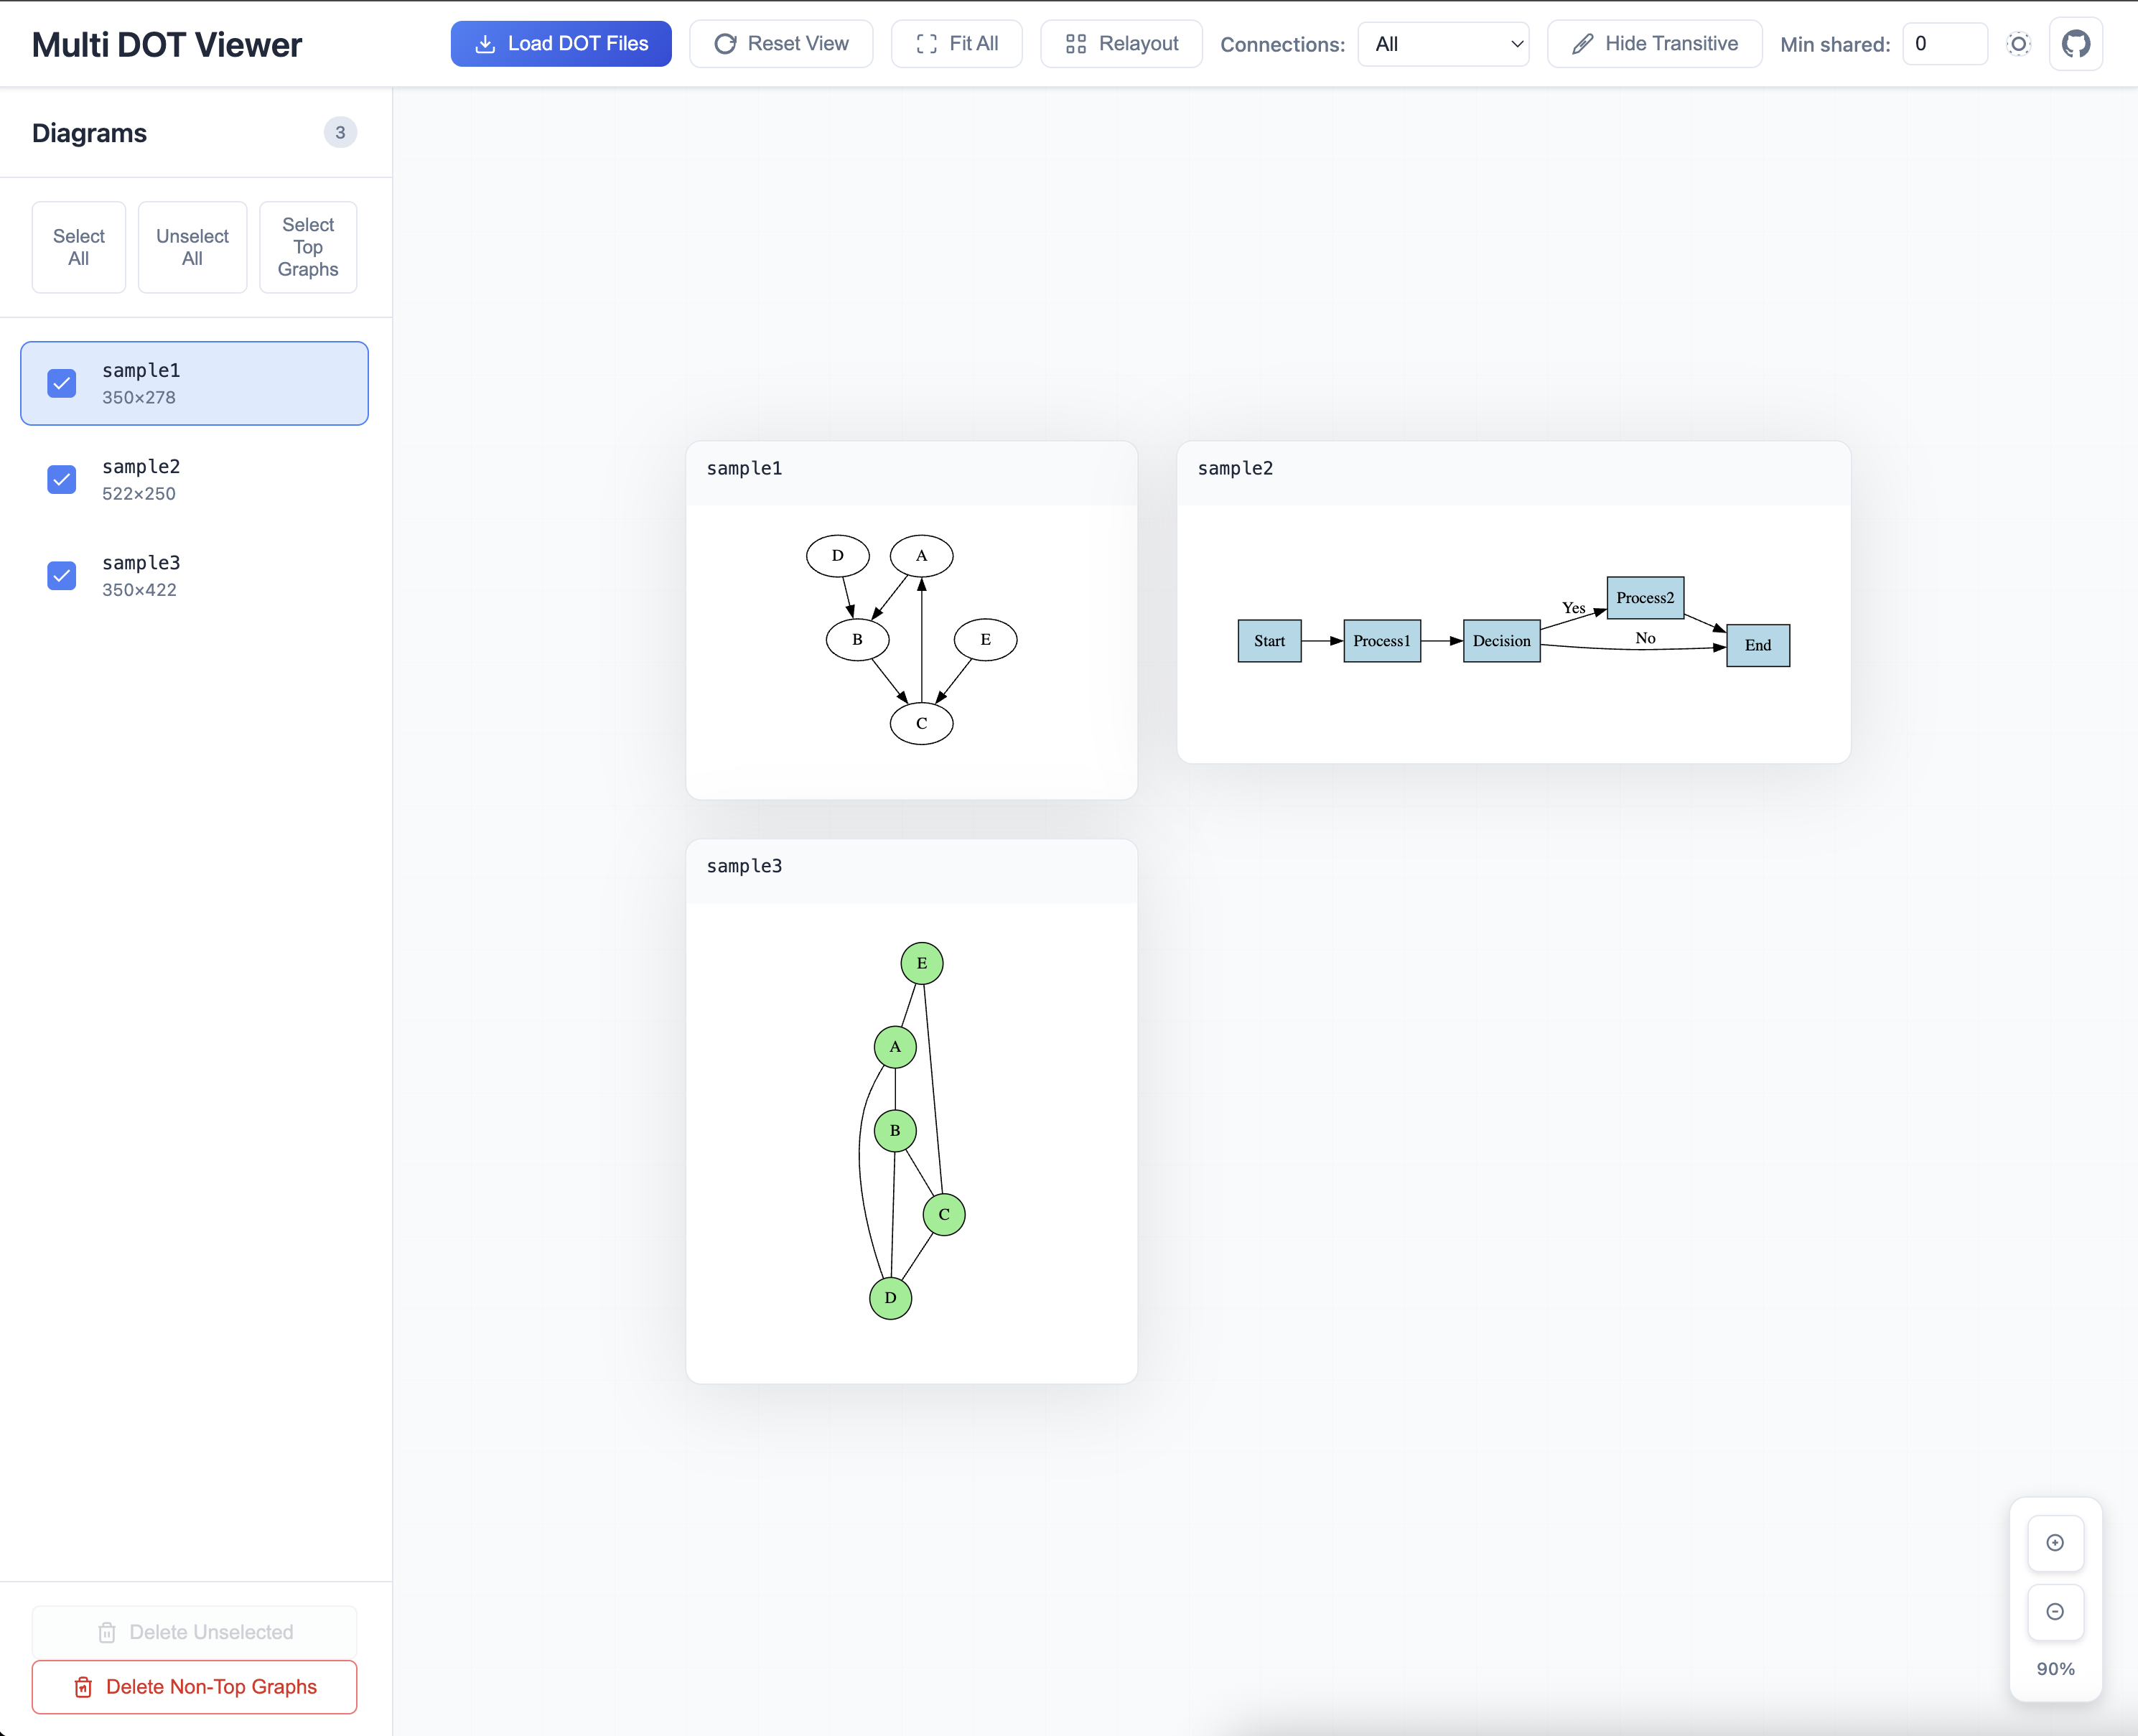 Multi DOT Viewer
Load DOT Files
Reset View
Fit All
Relayout
Connections:
All
Hide Transitive
Min shared:
0
Diagrams
3
Select
All
Unselect
All
Select
Top
Graphs
sample1
350×278
sample2
522×250
sample3
350×422
Delete Unselected
Delete Non-Top Graphs
sample1
D
A
B
E
C
sample2
Start
Process1
Decision
Yes
Process2
No
End
sample3
E
A
B
C
D
90%